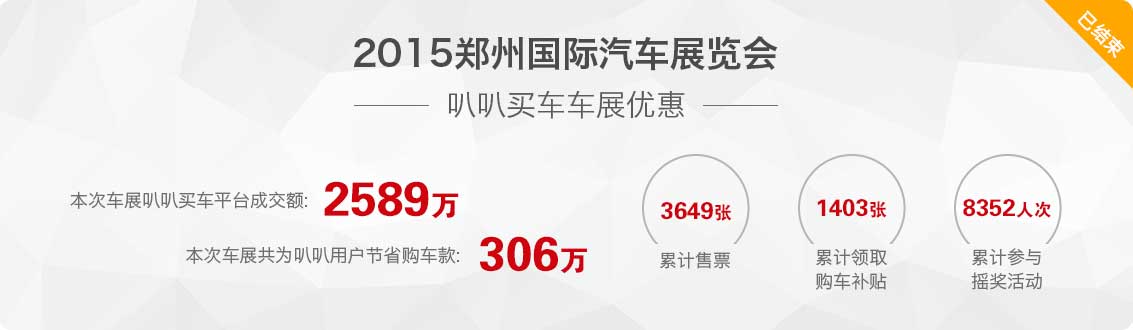 2015郑州国际汽车展览会
已结束
叭叭买车车展优惠
本次车展叭叭买车平台成交额: 2589万
本次车展共为叭叭用户节省购车款: 306万
3649张
累计售票
1403张
累计领取
购车补贴
8352人次
累计参与
摇奖活动